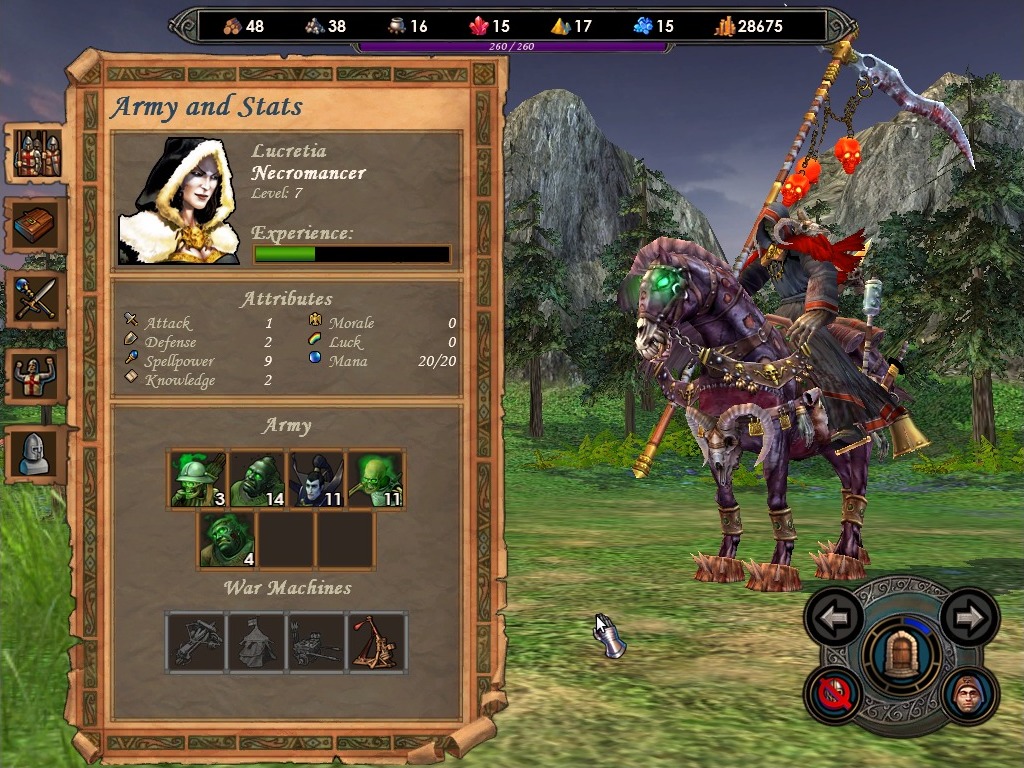 48 38 16 15 17 15 28675
260 / 260
Army and Stats
Lucretia
Necromancer
Level: 7
Experience:
Attributes
Attack 1 Morale 0
Defense 2 Luck 0
Spellpower 9 Mana 20/20
Knowledge 2
Army
3 14 11 11
4
War Machines